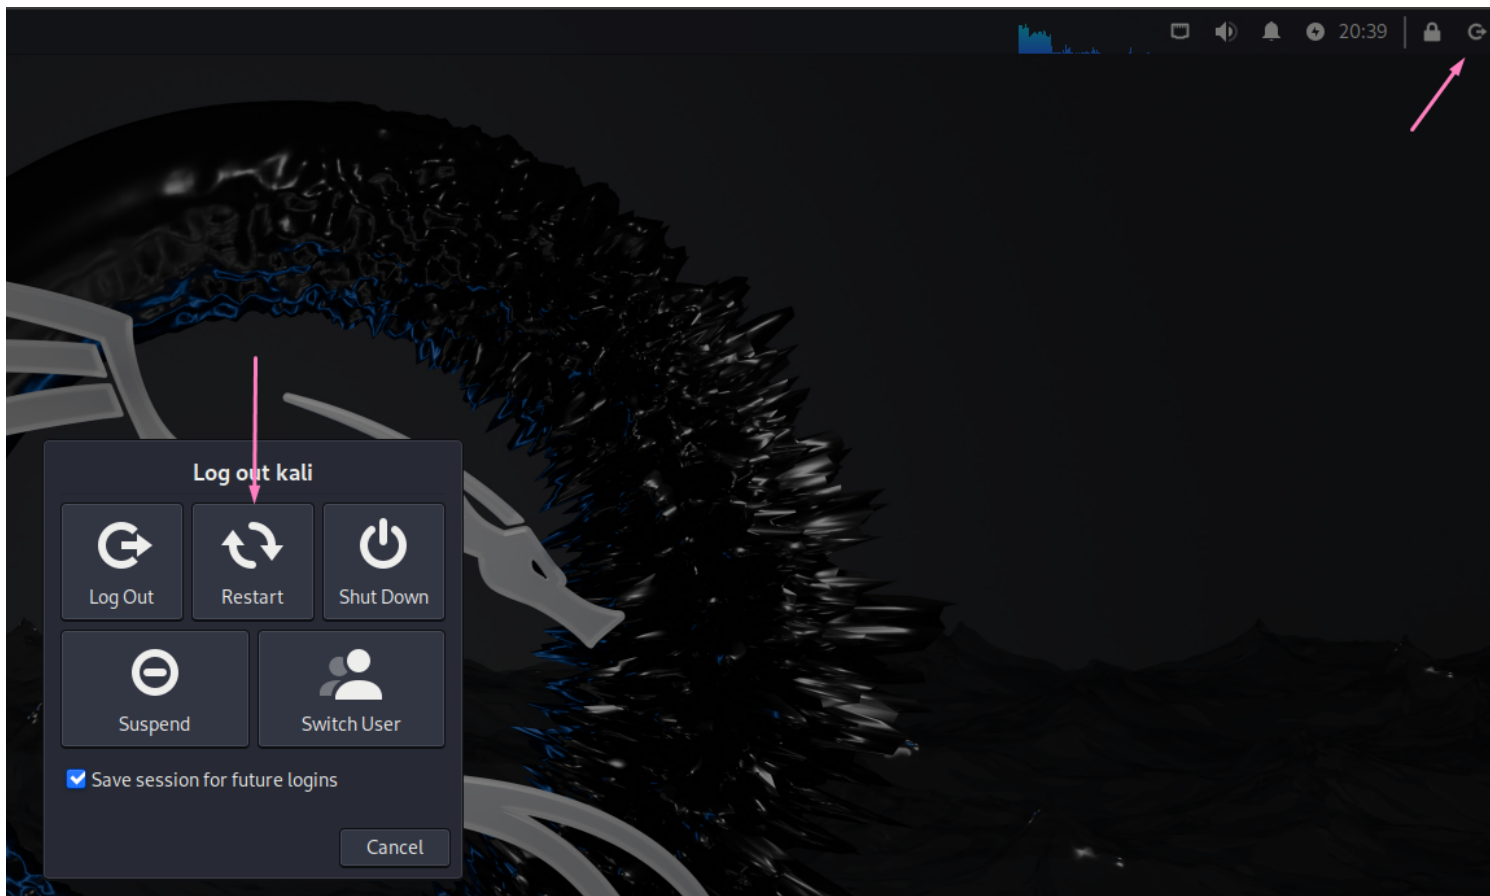 20:39
Log out kali
Log Out
Restart
Shut Down
Suspend
Switch User
Save session for future logins
Cancel